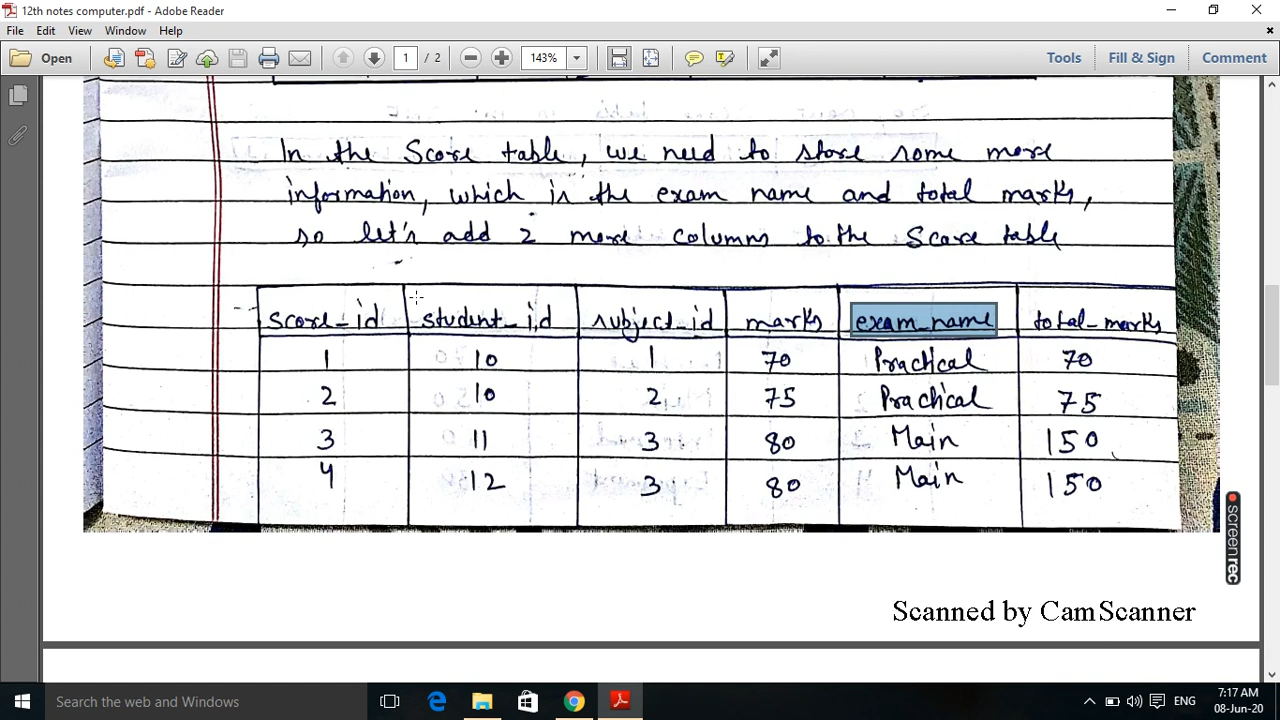 12th notes computer.pdf - Adobe Reader
File Edit View Window Help
Open 1 / 2 143% Tools Fill & Sign Comment
In the Score table, we need to store some more
information, which is the exam name and total marks,
so let's add 2 more columns to the Score table
score_id student_id subject_id marks exam_name total_marks
1 10 1 70 Practical 70
2 10 2 75 Practical 75
3 11 3 80 Main 150
4 12 3 80 Main 150
screenrec
Scanned by CamScanner
Search the web and Windows ENG 7:17 AM
08-Jun-20